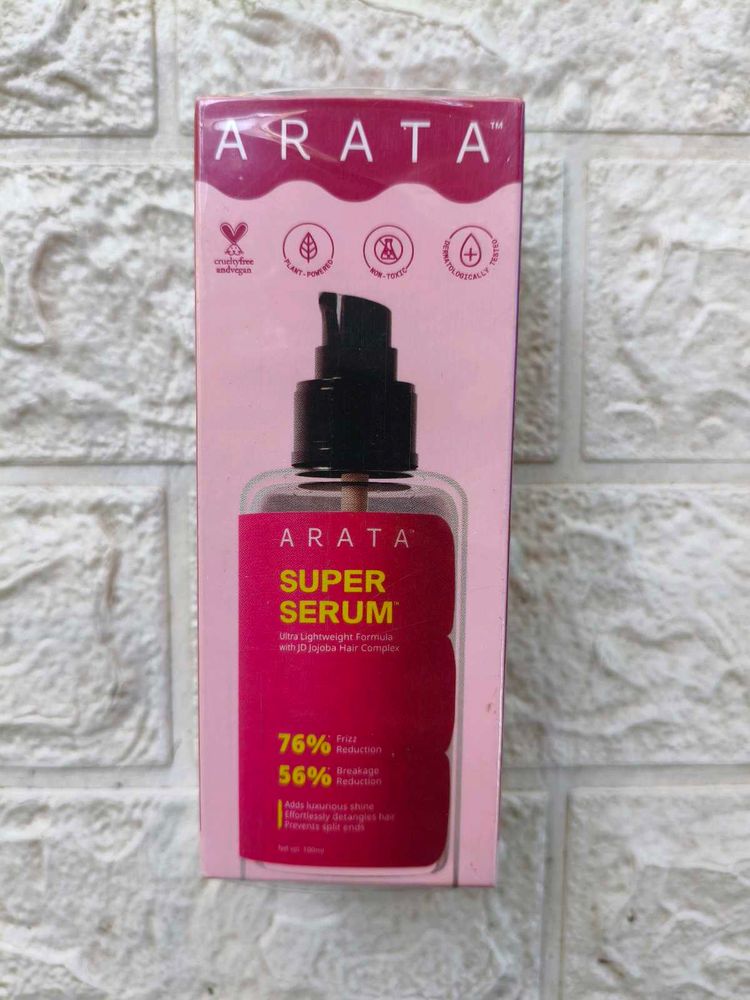 ARATA™
crueltyfree
andvegan
PLANT-POWERED
NON-TOXIC
DERMATOLOGICALLY TESTED
ARATA™
SUPER
SERUM™
Ultra Lightweight Formula
with JD Jojoba Hair Complex
76%* Frizz
Reduction
56%* Breakage
Reduction
Adds luxurious shine
Effortlessly detangles hair
Prevents split ends
Net vol. 100ml